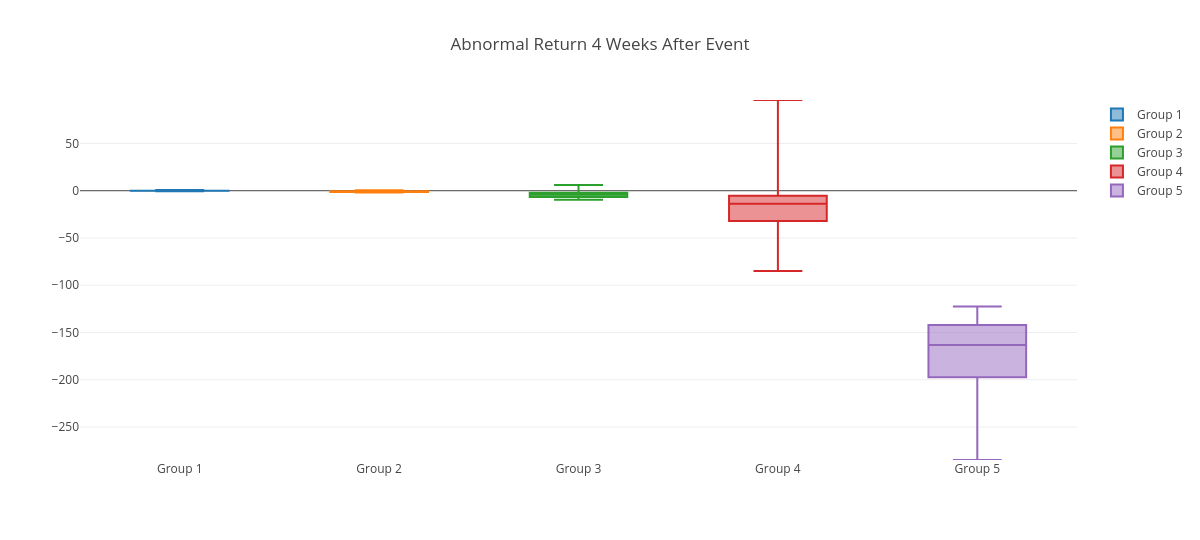 Abnormal Return 4 Weeks After Event
50
0
−50
−100
−150
−200
−250
Group 1
Group 2
Group 3
Group 4
Group 5
Group 1
Group 2
Group 3
Group 4
Group 5